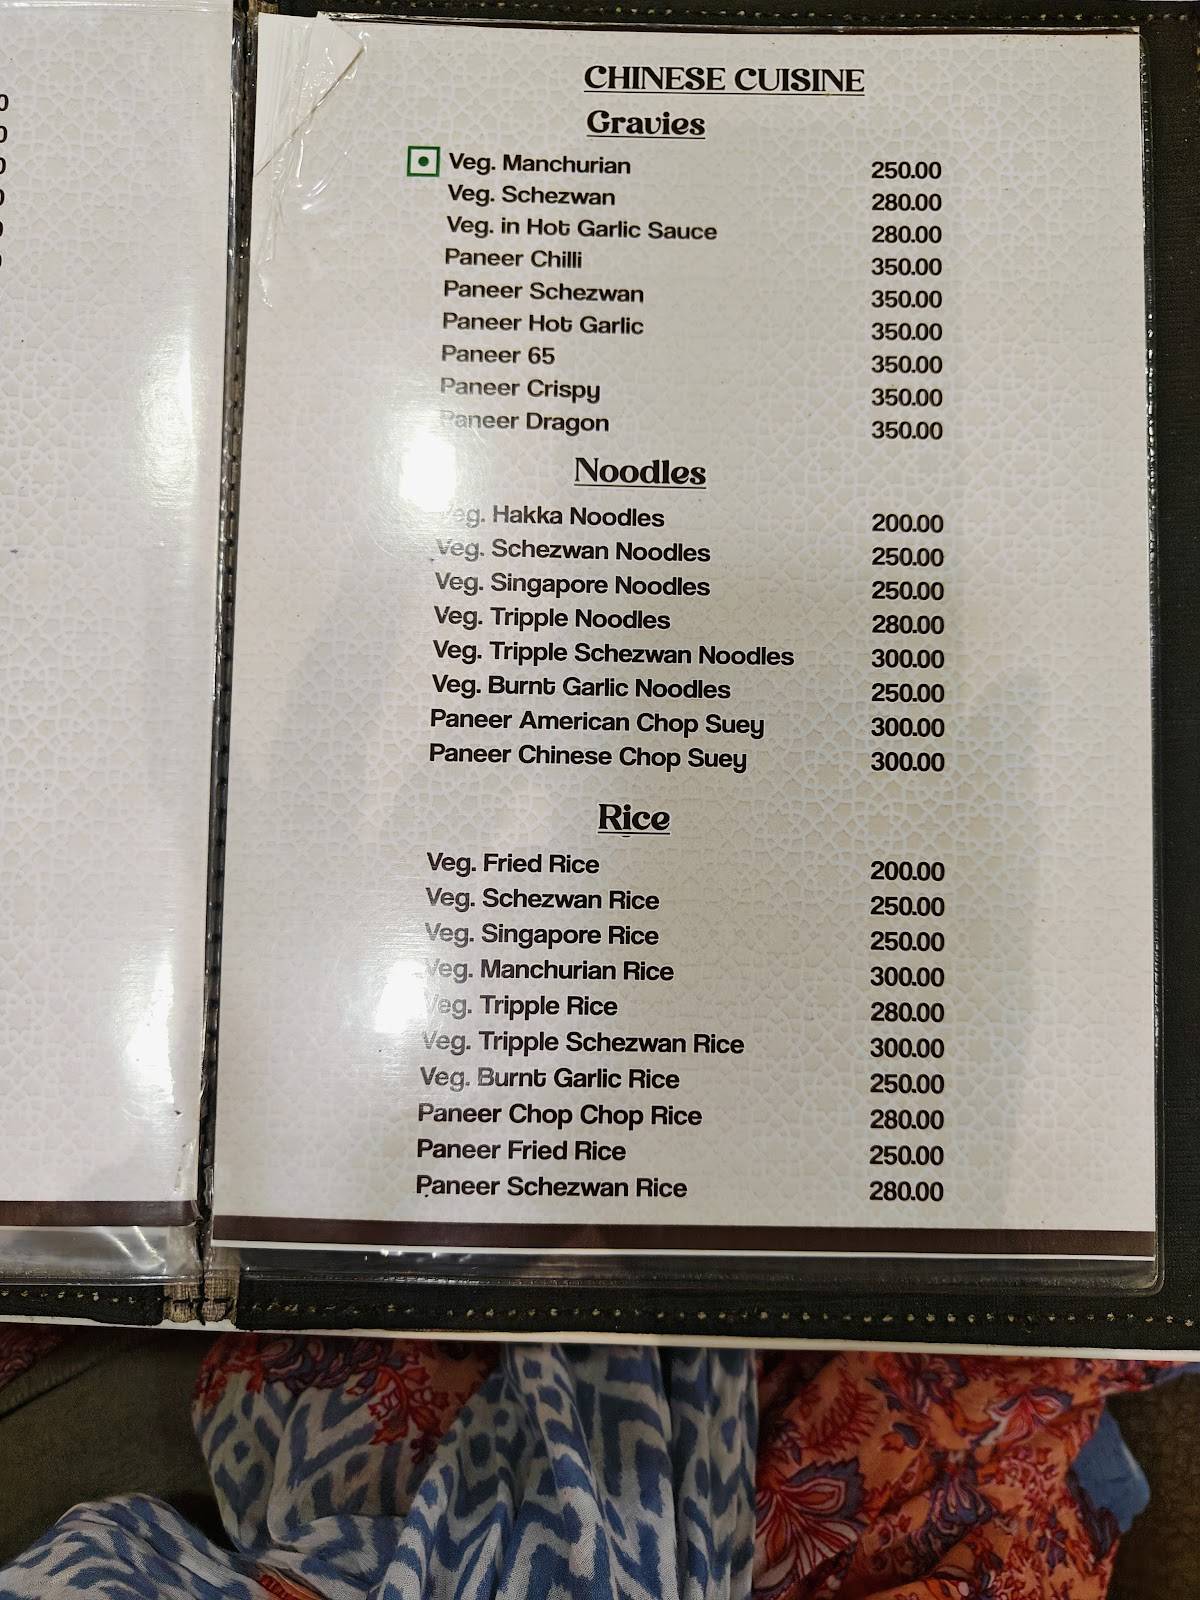 CHINESE CUISINE
Gravies
Veg. Manchurian 250.00
Veg. Schezwan 280.00
Veg. in Hot Garlic Sauce 280.00
Paneer Chilli 350.00
Paneer Schezwan 350.00
Paneer Hot Garlic 350.00
Paneer 65 350.00
Paneer Crispy 350.00
Paneer Dragon 350.00
Noodles
Veg. Hakka Noodles 200.00
Veg. Schezwan Noodles 250.00
Veg. Singapore Noodles 250.00
Veg. Tripple Noodles 280.00
Veg. Tripple Schezwan Noodles 300.00
Veg. Burnt Garlic Noodles 250.00
Paneer American Chop Suey 300.00
Paneer Chinese Chop Suey 300.00
Rice
Veg. Fried Rice 200.00
Veg. Schezwan Rice 250.00
Veg. Singapore Rice 250.00
Veg. Manchurian Rice 300.00
Veg. Tripple Rice 280.00
Veg. Tripple Schezwan Rice 300.00
Veg. Burnt Garlic Rice 250.00
Paneer Chop Chop Rice 280.00
Paneer Fried Rice 250.00
Paneer Schezwan Rice 280.00